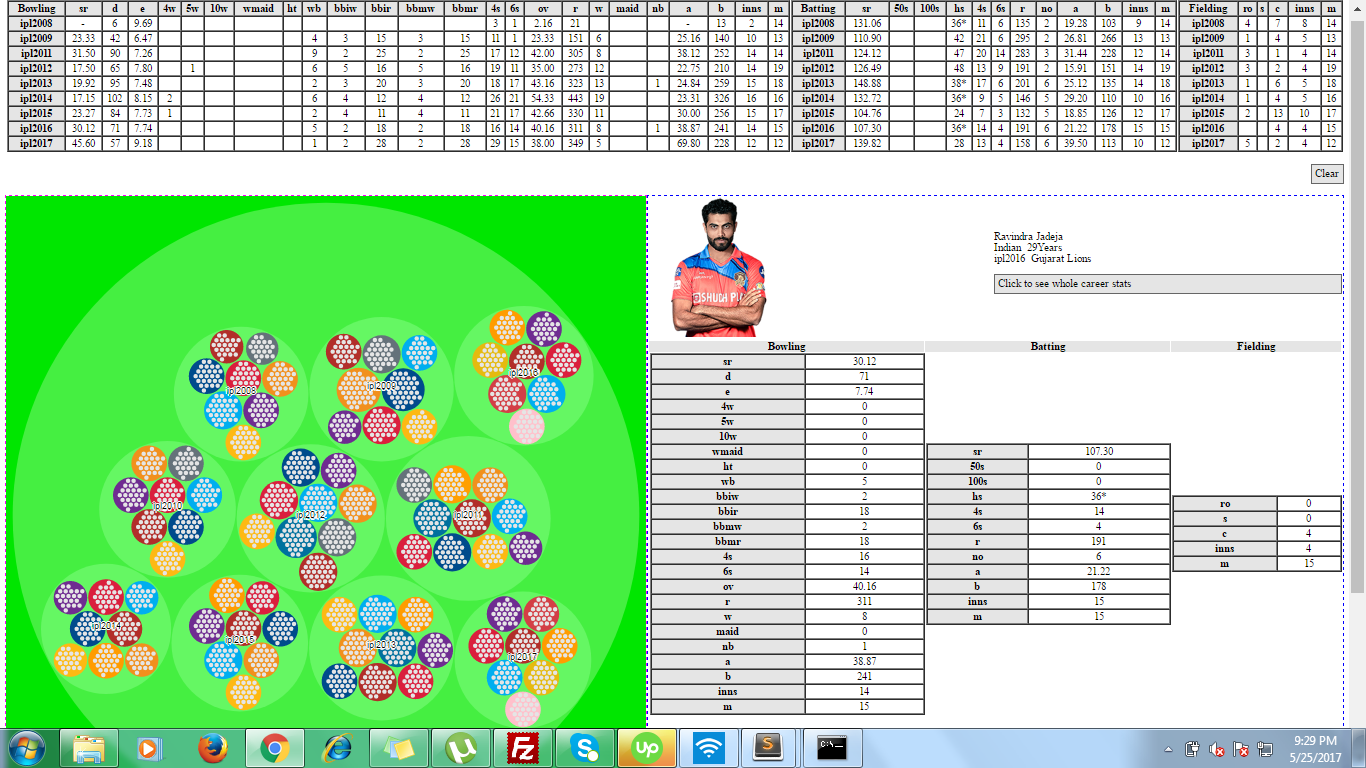 Bowling sr d e 4w 5w 10w wmaid ht wb bbiw bbir bbmw bbmr 4s 6s ov r w maid nb a b inns m Batting sr 50s 100s hs 4s 6s r no a b inns m Fielding ro s c inns m
ipl2008 - 6 9.69 3 1 2.16 21 - 13 2 14 ipl2008 131.06 36* 11 6 135 2 19.28 103 9 14 ipl2008 4 7 8 14
ipl2009 23.33 42 6.47 4 3 15 3 15 11 1 23.33 151 6 25.16 140 10 13 ipl2009 110.90 42 21 6 295 2 26.81 266 13 13 ipl2009 1 4 5 13
ipl2011 31.50 90 7.26 9 2 25 2 25 17 12 42.00 305 8 38.12 252 11 14 ipl2011 124.12 47 20 14 283 3 31.44 228 12 14 ipl2011 3 1 4 14
ipl2012 17.50 65 7.80 1 6 5 16 5 16 19 11 35.00 273 12 22.75 210 14 19 ipl2012 126.49 48 13 9 191 2 15.91 151 14 19 ipl2012 3 2 4 19
ipl2013 19.92 95 7.48 2 3 20 3 20 18 17 43.16 323 13 nb 1 24.84 259 15 18 ipl2013 148.88 38* 17 6 201 6 25.12 135 14 18 ipl2013 1 6 5 18
ipl2014 17.15 102 8.15 2 6 4 12 4 12 26 21 54.33 443 19 23.31 326 16 16 ipl2014 132.72 36* 9 5 146 5 29.20 110 10 16 ipl2014 1 4 5 16
ipl2015 23.27 84 7.73 1 2 4 11 4 11 21 17 42.66 330 11 30.00 256 15 17 ipl2015 104.76 24 7 3 132 5 18.85 126 12 17 ipl2015 2 13 10 17
ipl2016 30.12 71 7.74 5 2 18 2 18 16 14 40.16 311 8 1 38.87 241 14 15 ipl2016 107.30 36* 14 4 191 6 21.22 178 15 15 ipl2016 4 4 15
ipl2017 45.60 57 9.18 1 2 28 2 28 29 15 38.00 349 5 69.80 228 12 12 ipl2017 139.82 28 13 4 158 6 39.50 113 10 12 ipl2017 5 2 4 12
Clear
Ravindra Jadeja
Indian 29Years
ipl2016 Gujarat Lions
Click to see whole career stats
ipl2008 ipl2009 ipl2016
ipl2010 ipl2012 ipl2011
ipl2014 ipl2015 ipl2013 ipl2017
Bowling Batting Fielding
sr 30.12
d 71
e 7.74
4w 0
5w 0
10w 0
wmaid 0
ht 0
wb 5
bbiw 2
bbir 18
bbmw 2
bbmr 18
4s 16
6s 14
ov 40.16
r 311
w 8
maid 0
nb 1
a 38.87
b 241
inns 14
m 15
sr 107.30
50s 0
100s 0
hs 36*
4s 14
6s 4
r 191
no 6
a 21.22
b 178
inns 15
m 15
ro 0
s 0
c 4
inns 4
m 15
up
9:29 PM
5/25/2017